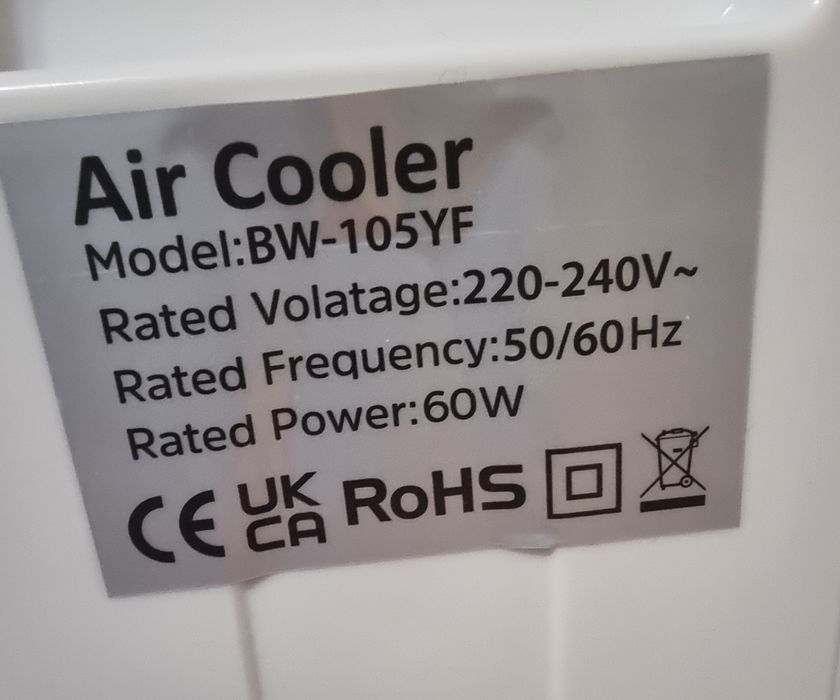 Air Cooler
Model:BW-105YF
Rated Volatage:220-240V~
Rated Frequency:50/60Hz
Rated Power:60W
CE UK CA RoHS